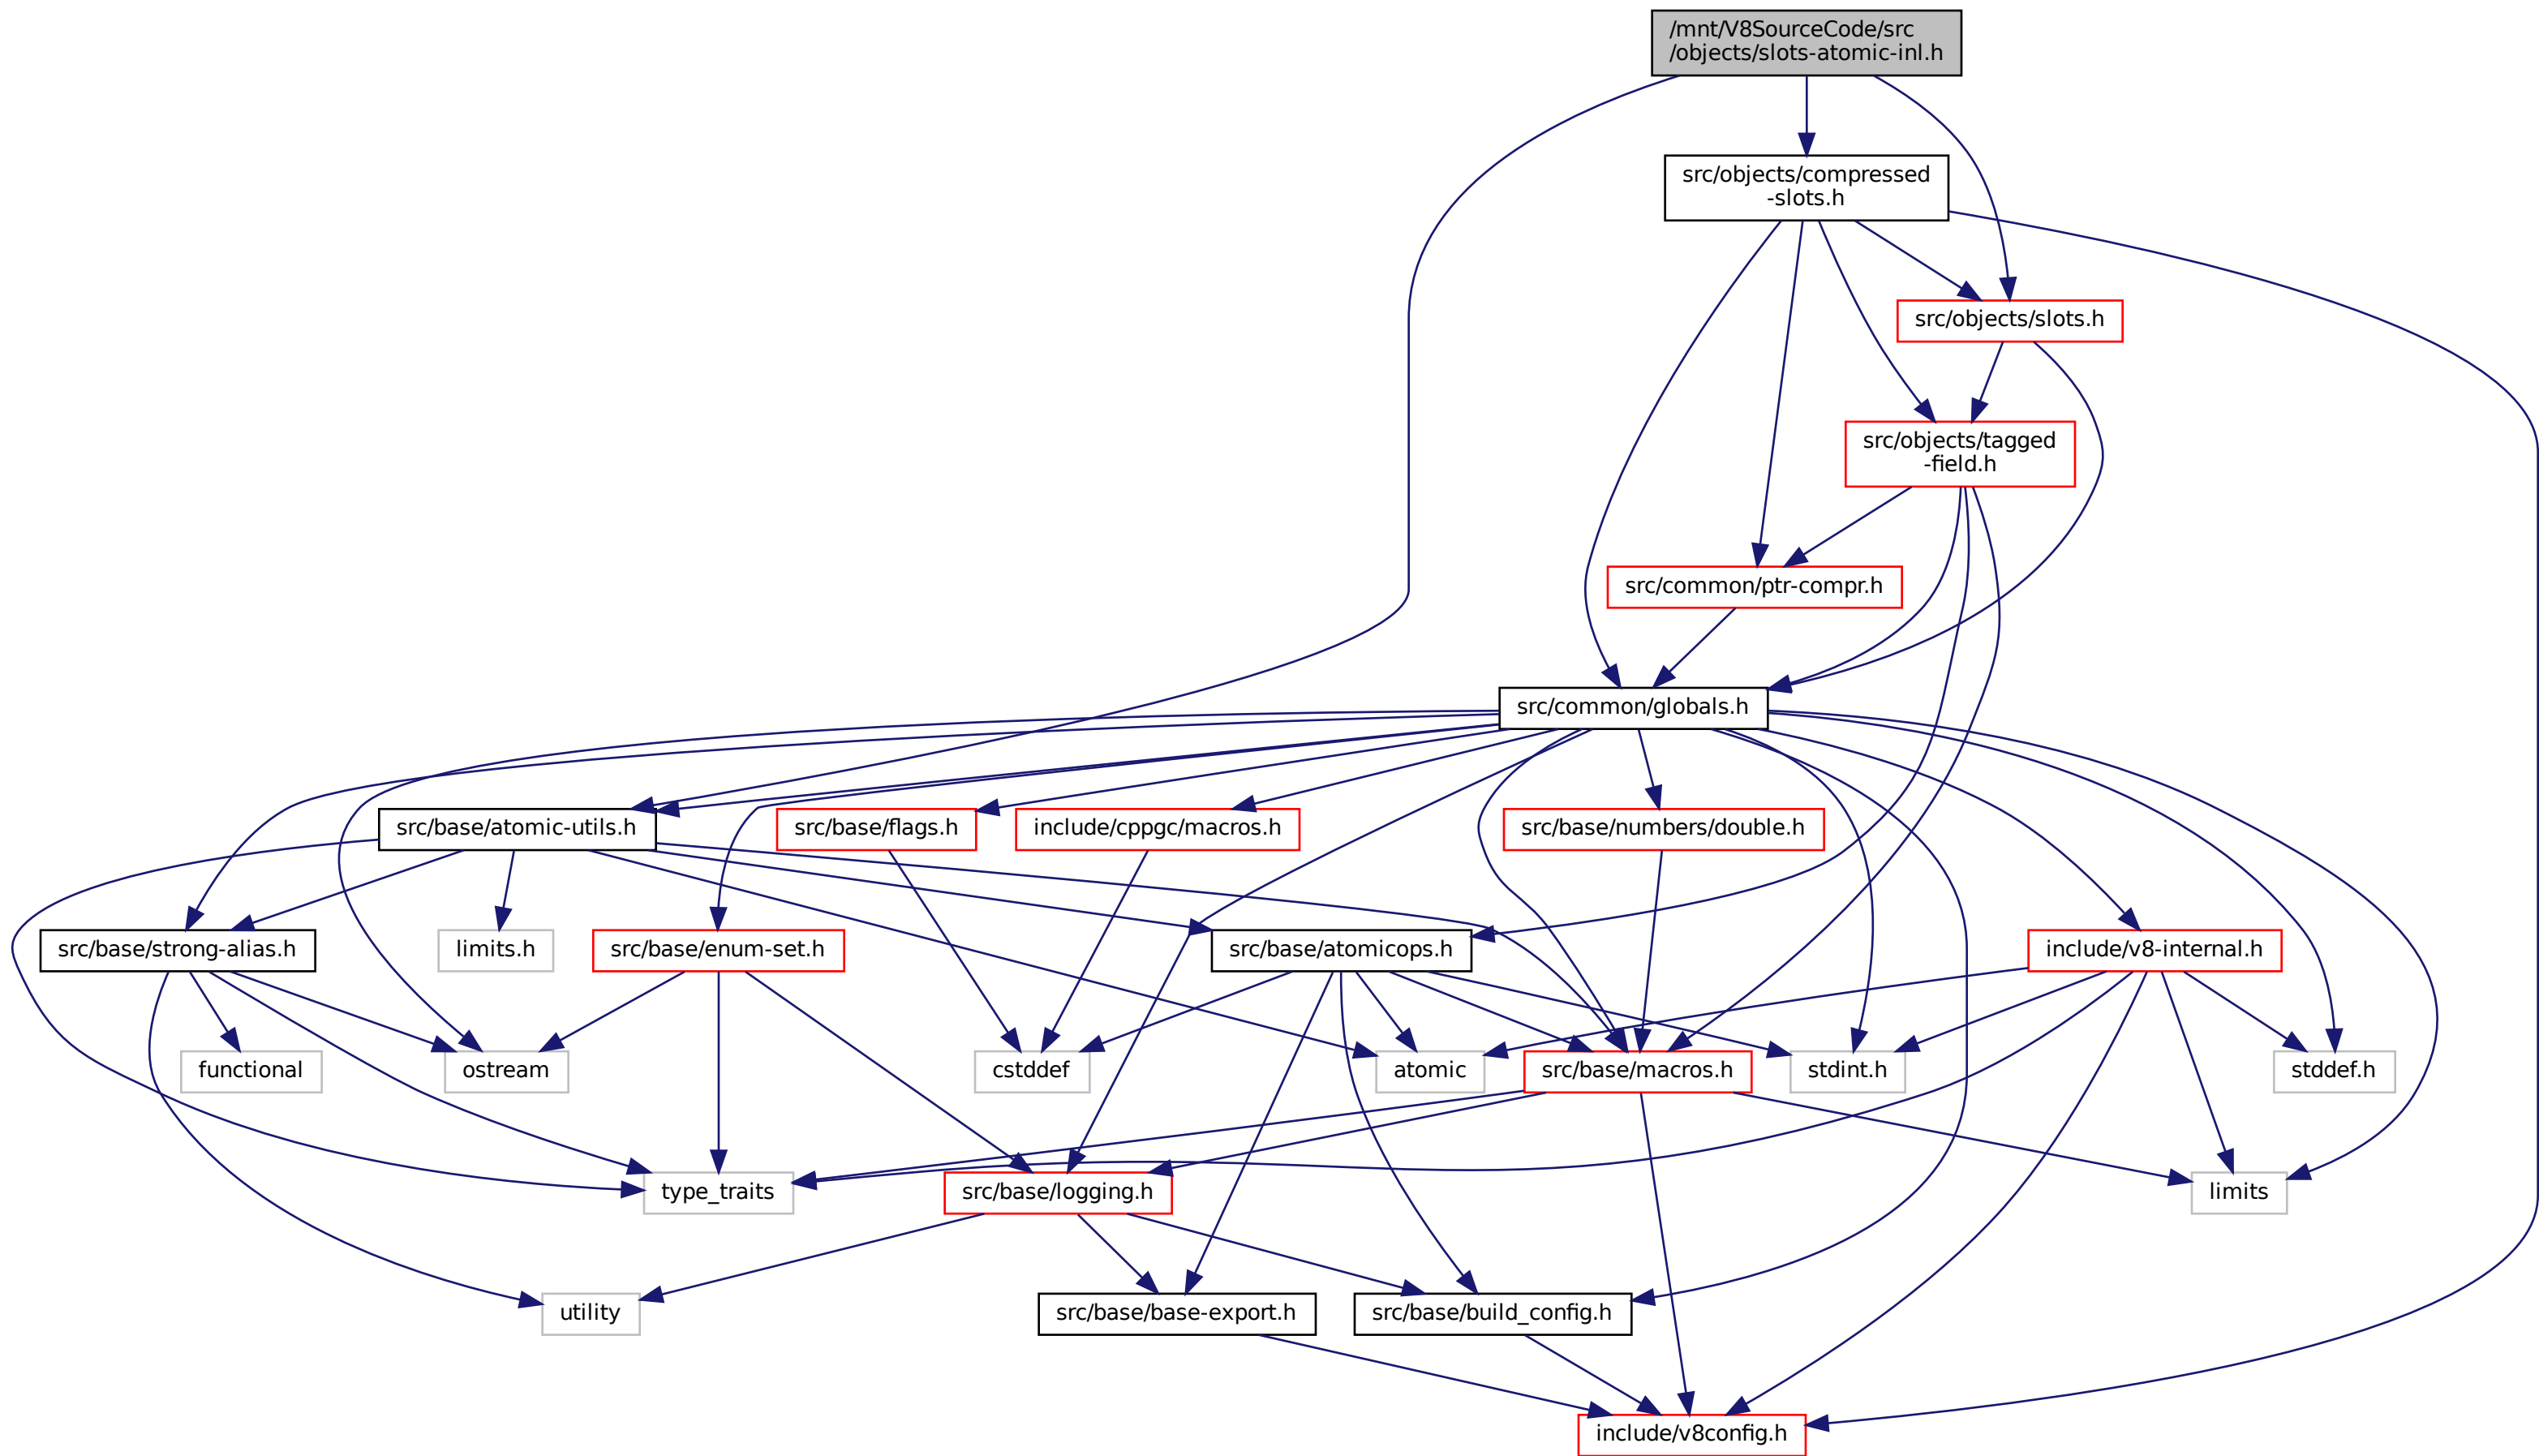 /mnt/V8SourceCode/src
/objects/slots-atomic-inl.h
src/objects/compressed
-slots.h
src/objects/slots.h
src/objects/tagged
-field.h
src/common/ptr-compr.h
src/common/globals.h
src/base/atomic-utils.h
src/base/flags.h
include/cppgc/macros.h
src/base/numbers/double.h
src/base/strong-alias.h
limits.h
src/base/enum-set.h
src/base/atomicops.h
include/v8-internal.h
functional
ostream
cstddef
atomic
src/base/macros.h
stdint.h
stddef.h
type_traits
src/base/logging.h
limits
utility
src/base/base-export.h
src/base/build_config.h
include/v8config.h